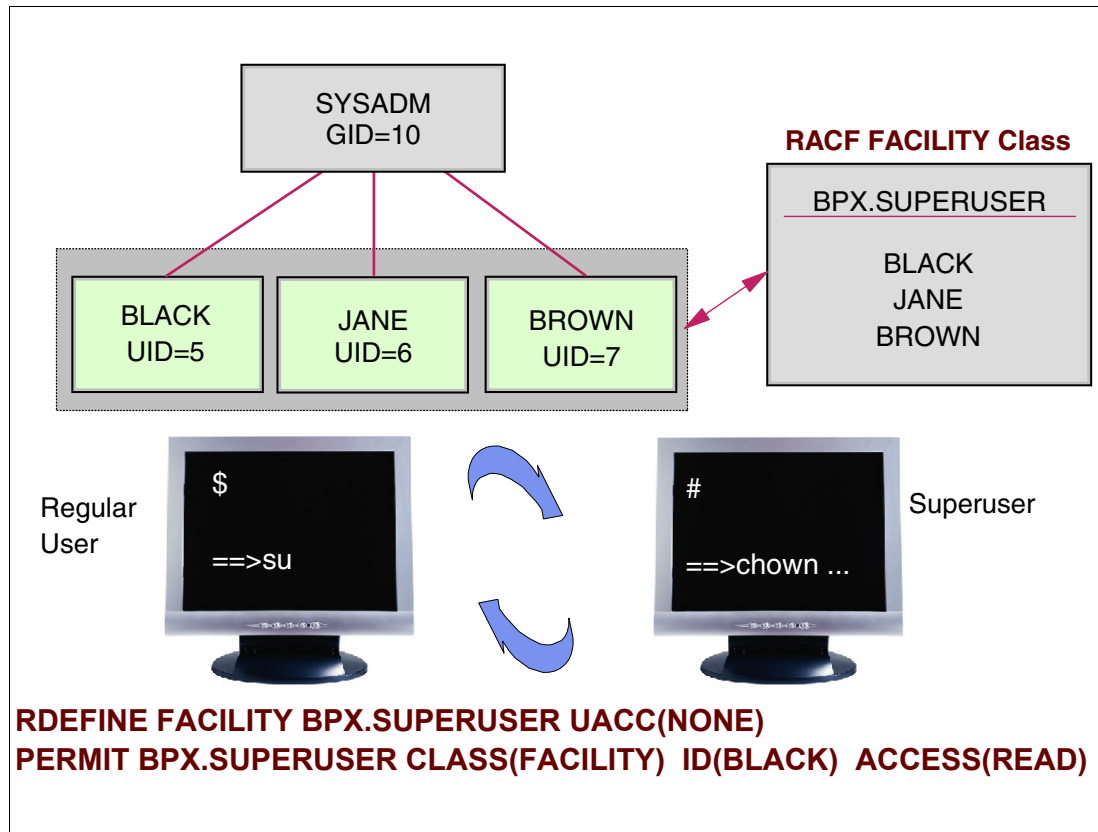 SYSADM
GID=10
RACF FACILITY Class
BPX.SUPERUSER
BLACK
JANE
BROWN
BLACK
UID=5
JANE
UID=6
BROWN
UID=7
Regular
User
$
==>su
#
==>chown ...
Superuser
RDEFINE FACILITY BPX.SUPERUSER UACC(NONE)
PERMIT BPX.SUPERUSER CLASS(FACILITY) ID(BLACK) ACCESS(READ)